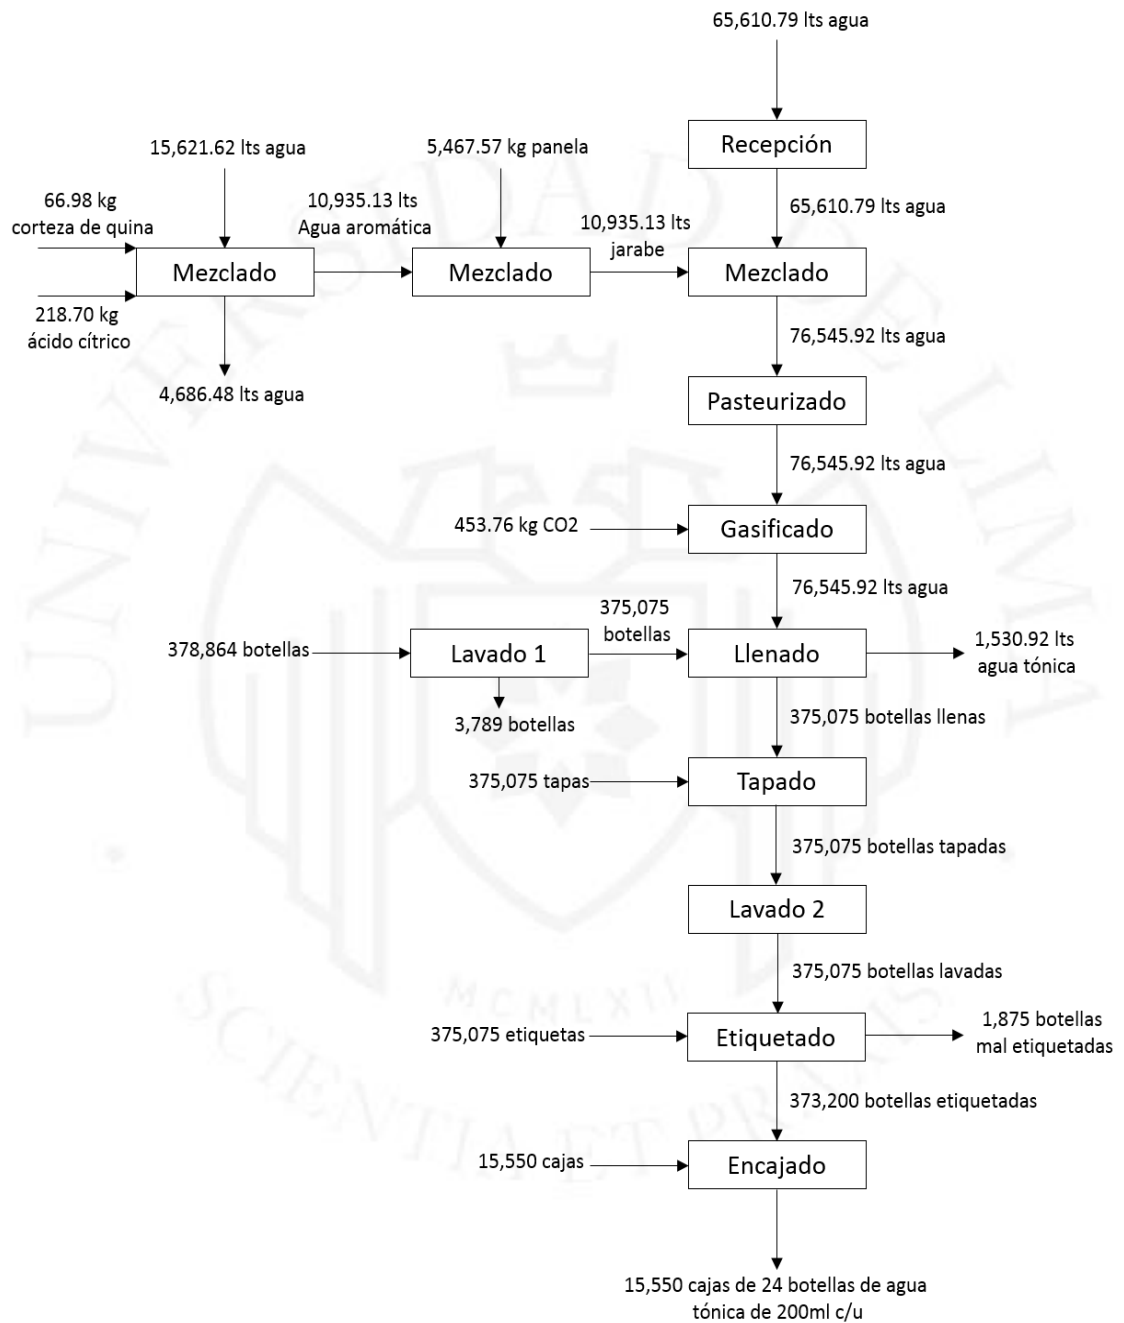 65,610.79 lts agua
Recepción
15,621.62 lts agua
5,467.57 kg panela
66.98 kg
corteza de quina
10,935.13 lts
Agua aromática
10,935.13 lts
jarabe
65,610.79 lts agua
Mezclado
Mezclado
Mezclado
218.70 kg
ácido cítrico
4,686.48 lts agua
76,545.92 lts agua
Pasteurizado
76,545.92 lts agua
453.76 kg CO2
Gasificado
76,545.92 lts agua
378,864 botellas
Lavado 1
375,075
botellas
Llenado
1,530.92 lts
agua tónica
3,789 botellas
375,075 botellas llenas
375,075 tapas
Tapado
375,075 botellas tapadas
Lavado 2
375,075 botellas lavadas
375,075 etiquetas
Etiquetado
1,875 botellas
mal etiquetadas
373,200 botellas etiquetadas
15,550 cajas
Encajado
15,550 cajas de 24 botellas de agua
tónica de 200ml c/u
UNIVERSIDAD DE LIMA
MCMLXII
SCIENTIA ET PRAXIS